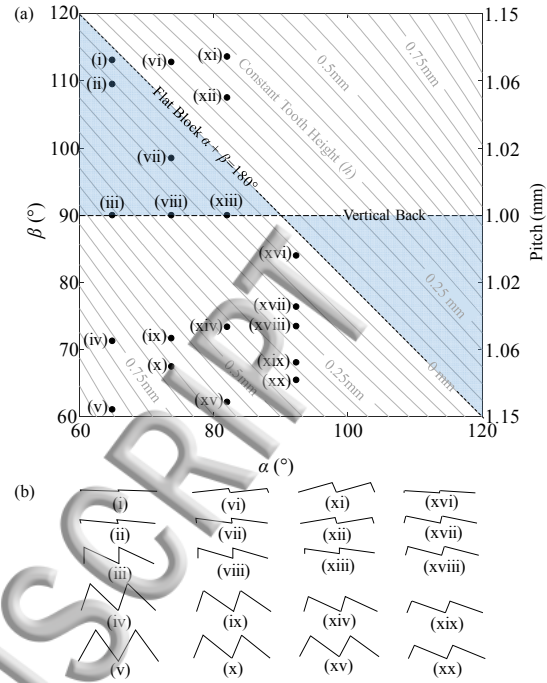 (a)
120
110
100
90
80
70
60
β (°)
60
80
100
120
α (°)
1.15
1.06
1.02
1.00
1.02
1.06
1.15
Pitch (mm)
(i)
(ii)
(iii)
(iv)
(v)
(vi)
(vii)
(viii)
(ix)
(x)
(xi)
(xii)
(xiii)
(xiv)
(xv)
(xvi)
(xvii)
(xviii)
(xix)
(xx)
Flat Block α + β=180°
Constant Tooth Height (h)
Vertical Back
0.5mm
0.75mm
0.25 mm
0 mm
0.75mm
0.5mm
0.25mm
(b)
(i)
(vi)
(xi)
(xvi)
(ii)
(vii)
(xii)
(xvii)
(iii)
(viii)
(xiii)
(xviii)
(iv)
(ix)
(xiv)
(xix)
(v)
(x)
(xv)
(xx)
SCRIPT